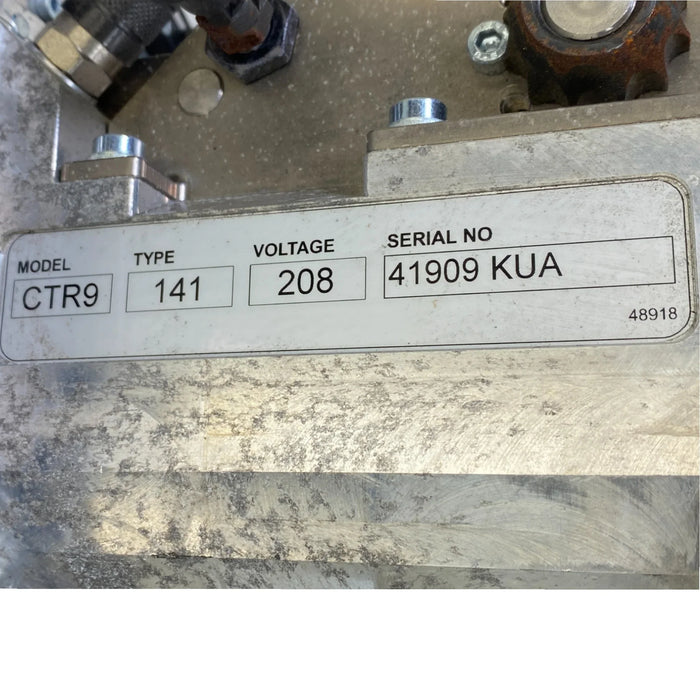 MODEL TYPE VOLTAGE SERIAL NO
CTR9 141 208 41909 KUA
48918